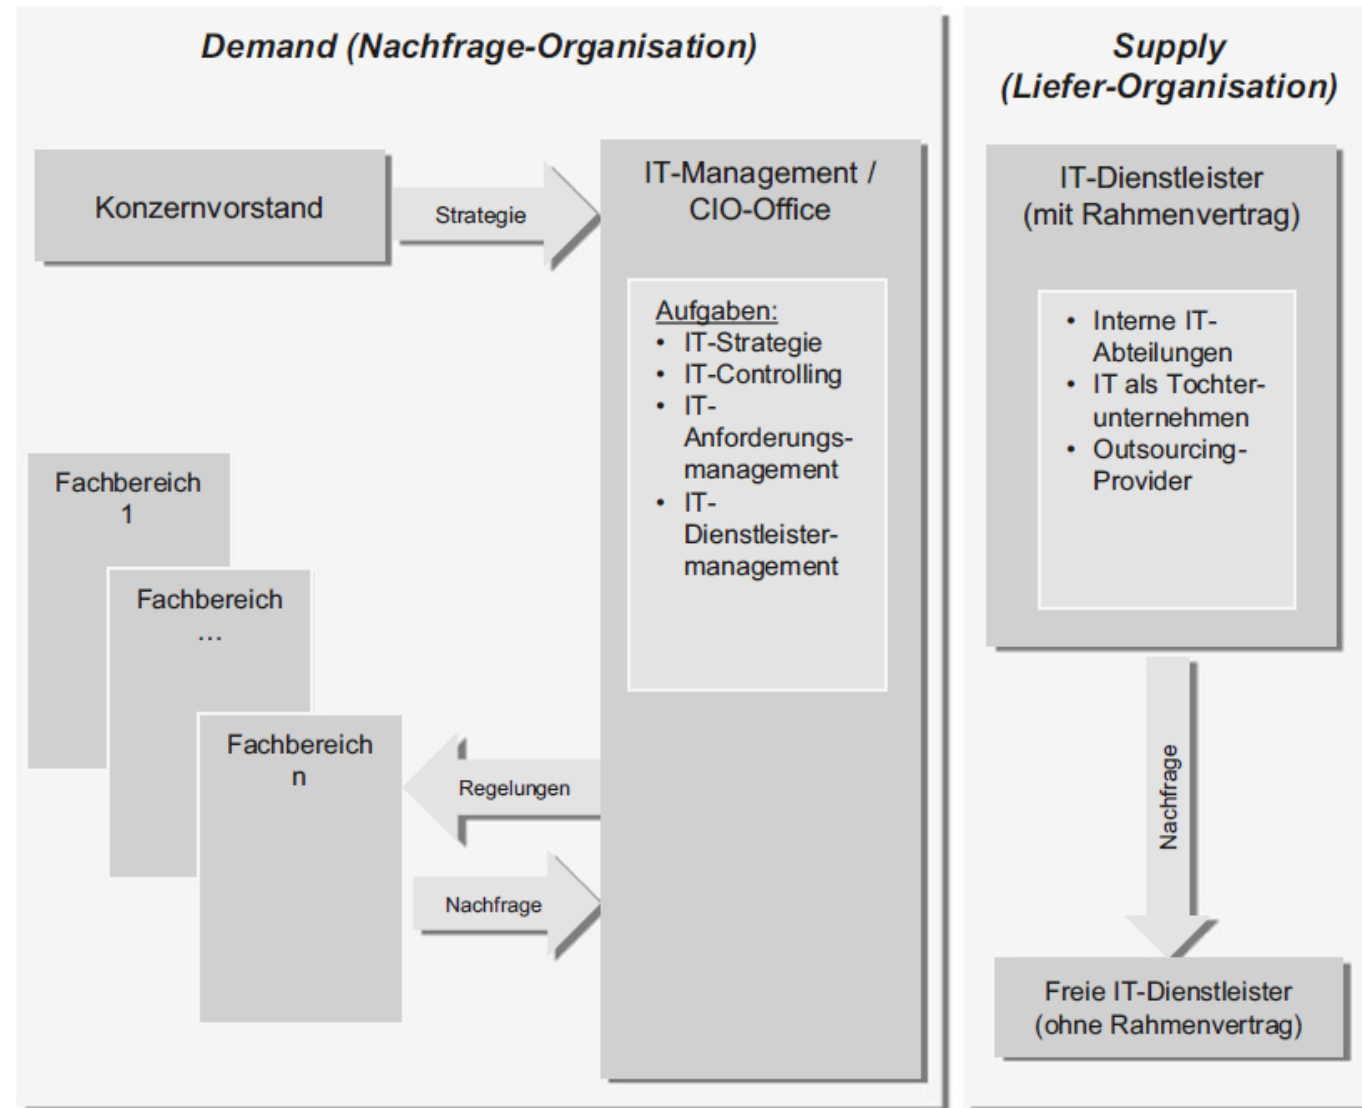 Demand (Nachfrage-Organisation)
Konzernvorstand
Strategie
IT-Management /
CIO-Office
Aufgaben:
• IT-Strategie
• IT-Controlling
• IT-
Anforderungs-
management
• IT-
Dienstleister-
management
Fachbereich
1
Fachbereich
...
Fachbereich
n
Regelungen
Nachfrage
Supply
(Liefer-Organisation)
IT-Dienstleister
(mit Rahmenvertrag)
• Interne IT-
Abteilungen
• IT als Tochter-
unternehmen
• Outsourcing-
Provider
Nachfrage
Freie IT-Dienstleister
(ohne Rahmenvertrag)